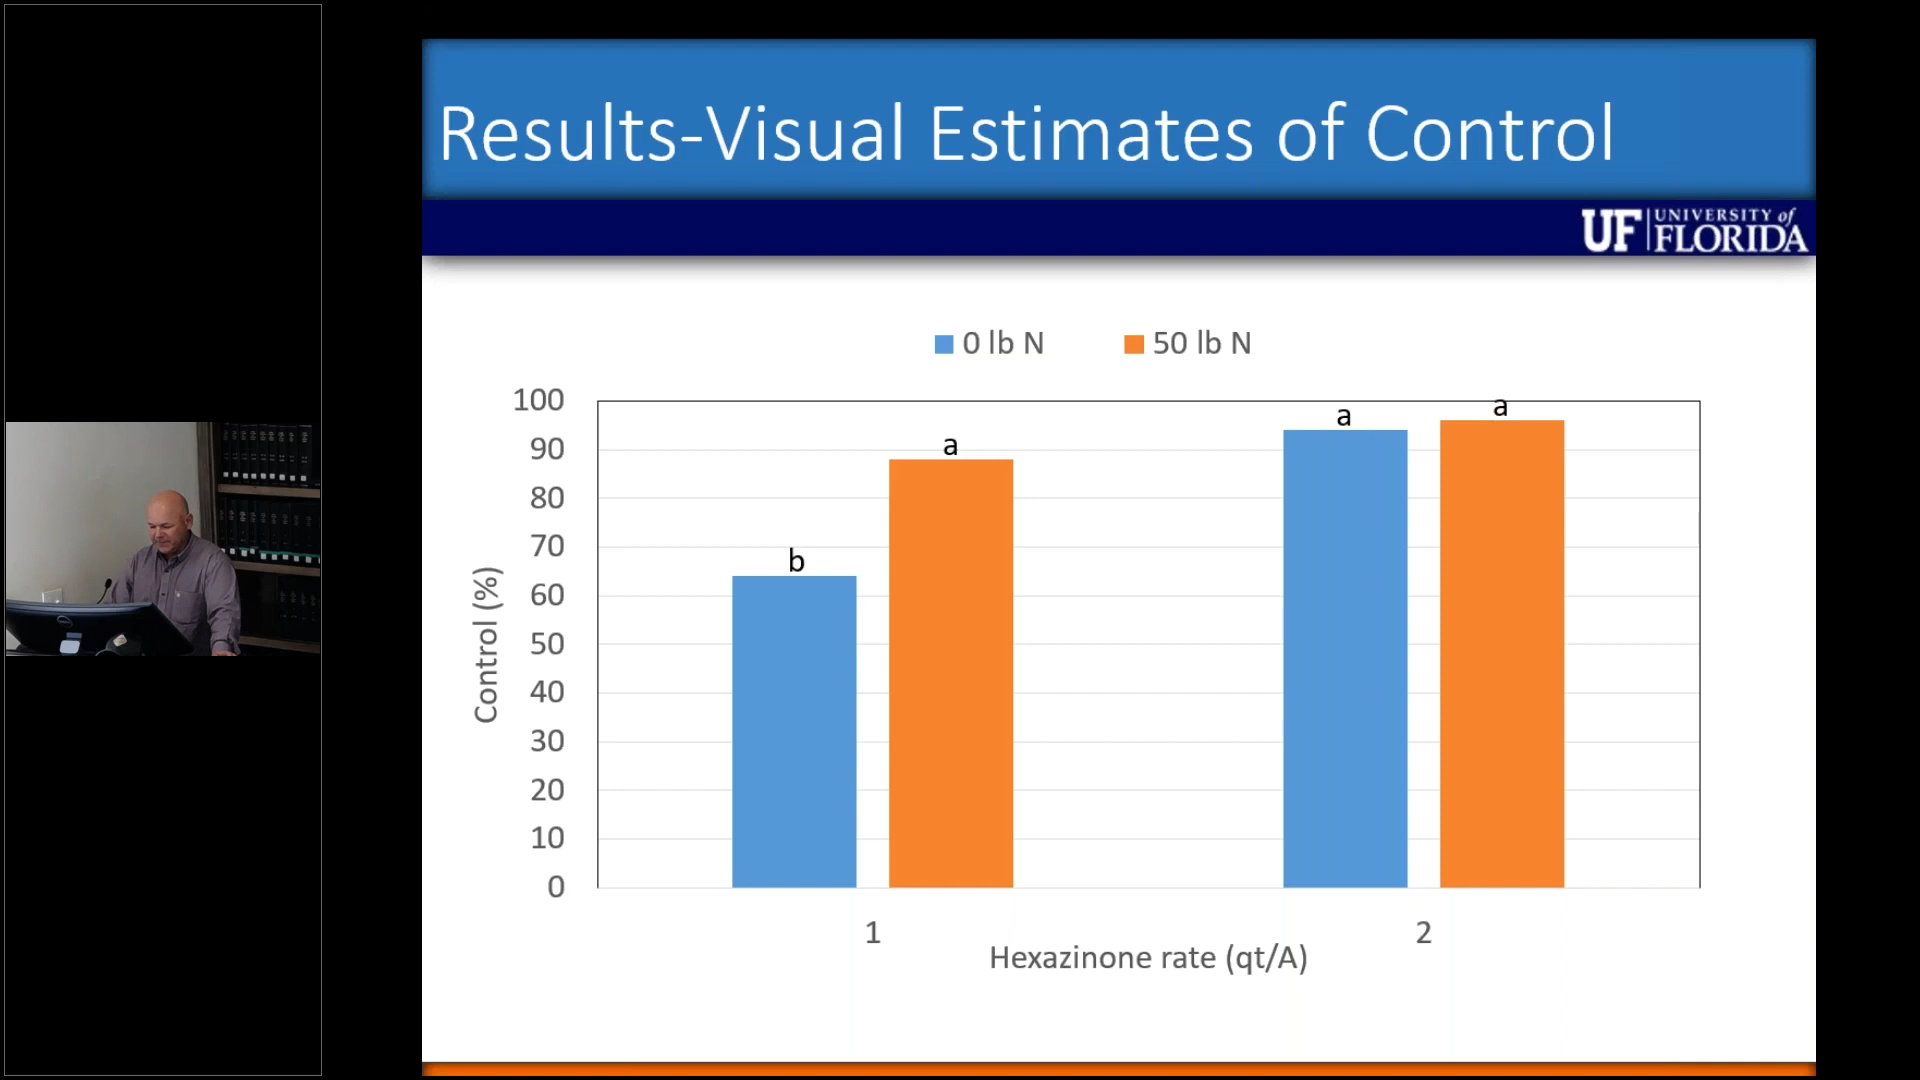 Results-Visual Estimates of Control
UF UNIVERSITY of
FLORIDA
0 lb N 50 lb N
100
90
80
70
60
50
40
30
20
10
0
Control (%)
b
a
a
a
1
2
Hexazinone rate (qt/A)